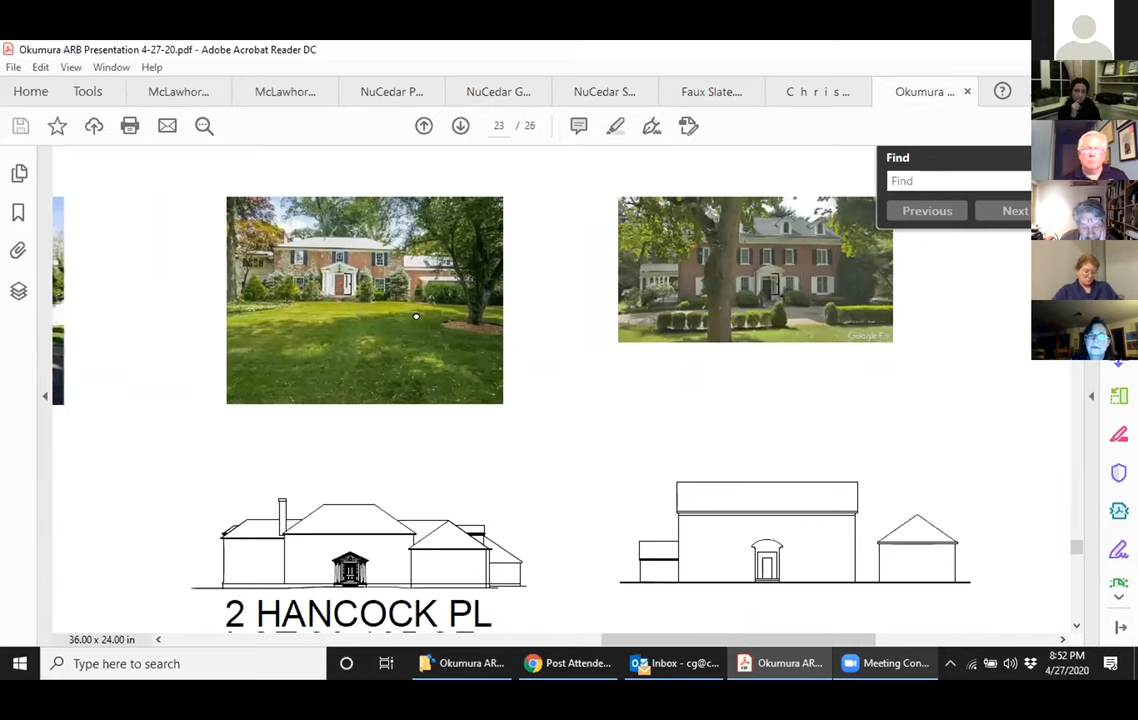 Okumura ARB Presentation 4-27-20.pdf - Adobe Acrobat Reader DC
File Edit View Window Help
Home Tools McLawhor... McLawhor... NuCedar P... NuCedar G... NuCedar S... Faux Slate.... C h r i s ... Okumura ...
23 / 26
Find
Find
Previous Next
2 HANCOCK PL
36.00 x 24.00 in
Type here to search
Okumura AR... Post Attende... Inbox - cg@c... Okumura AR... Meeting Con...
8:52 PM
4/27/2020